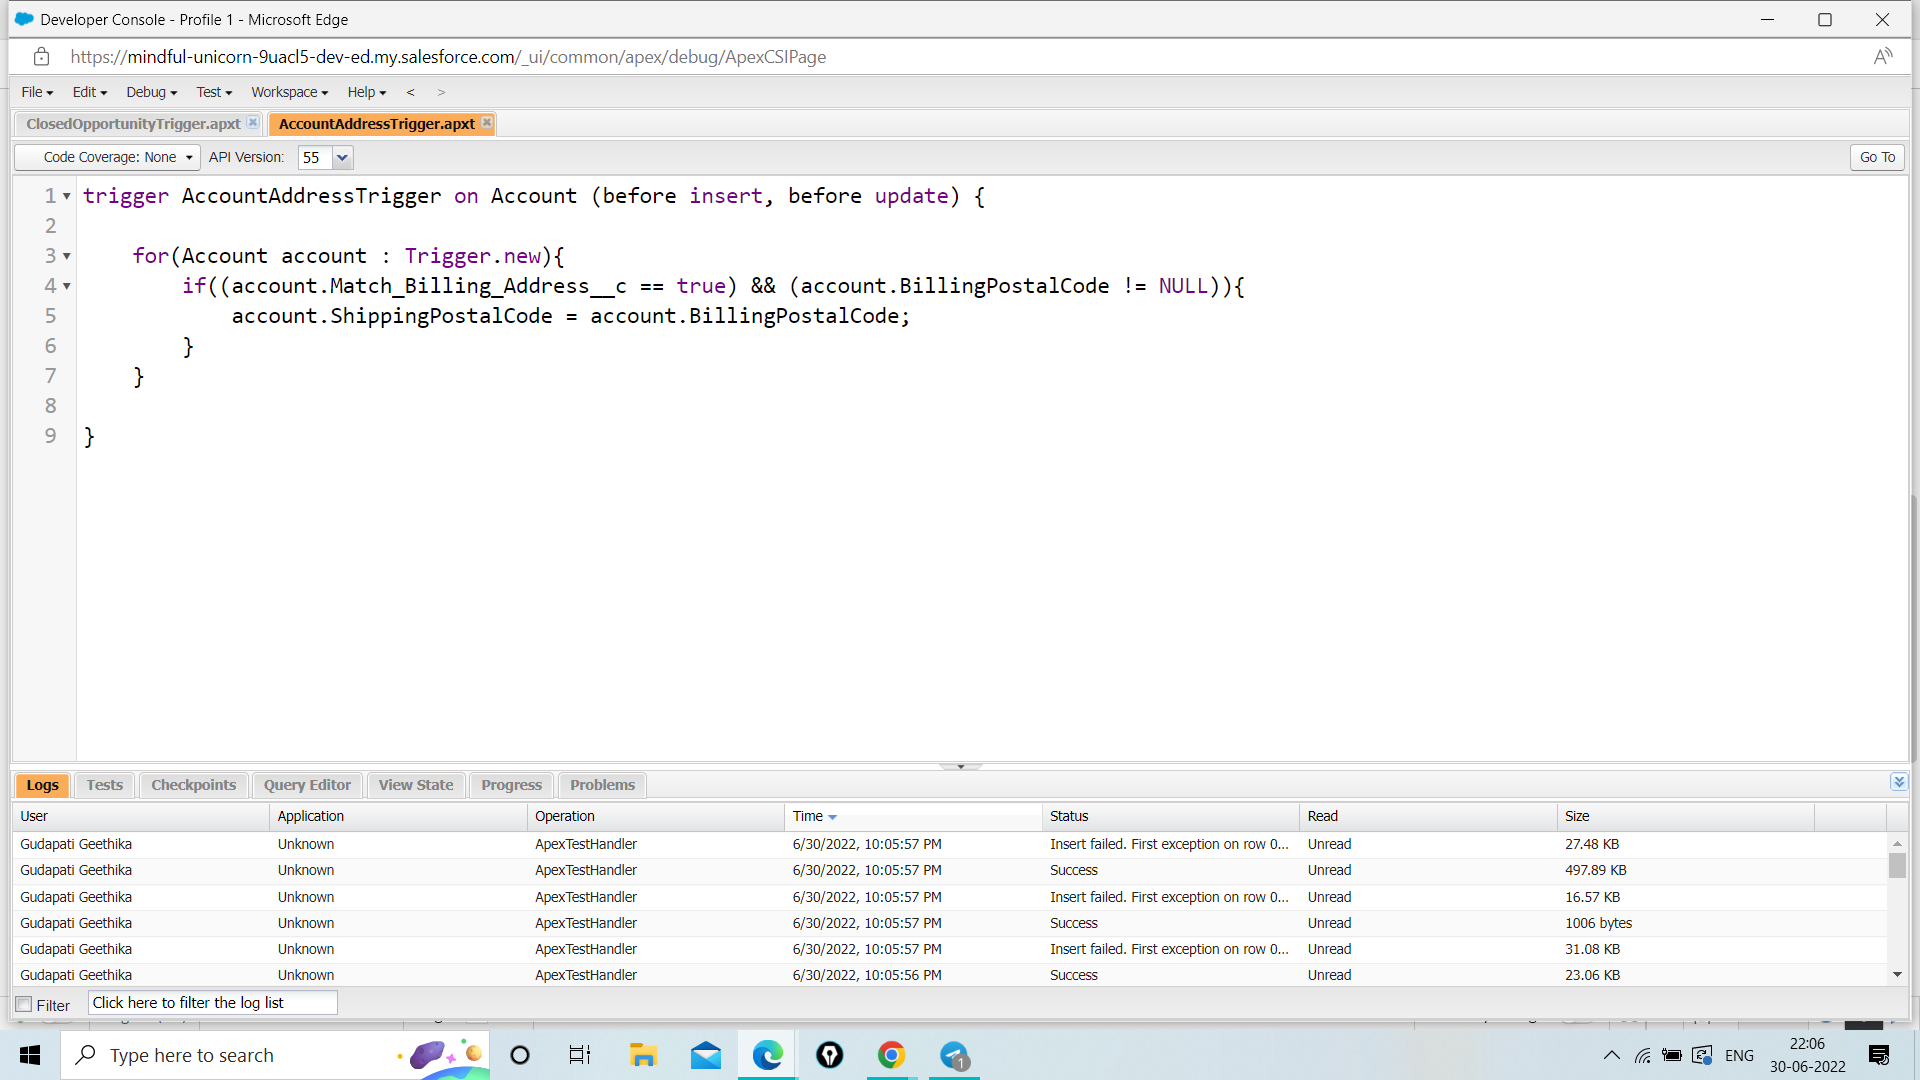 Developer Console - Profile 1 - Microsoft Edge
https://mindful-unicorn-9uacl5-dev-ed.my.salesforce.com/_ui/common/apex/debug/ApexCSIPage
File Edit Debug Test Workspace Help < >
ClosedOpportunityTrigger.apxt AccountAddressTrigger.apxt
Code Coverage: None API Version: 55 Go To
1 trigger AccountAddressTrigger on Account (before insert, before update) {
2
3 for(Account account : Trigger.new){
4 if((account.Match_Billing_Address__c == true) && (account.BillingPostalCode != NULL)){
5 account.ShippingPostalCode = account.BillingPostalCode;
6 }
7 }
8
9 }
Logs Tests Checkpoints Query Editor View State Progress Problems
User Application Operation Time Status Read Size
Gudapati Geethika Unknown ApexTestHandler 6/30/2022, 10:05:57 PM Insert failed. First exception on row 0... Unread 27.48 KB
Gudapati Geethika Unknown ApexTestHandler 6/30/2022, 10:05:57 PM Success Unread 497.89 KB
Gudapati Geethika Unknown ApexTestHandler 6/30/2022, 10:05:57 PM Insert failed. First exception on row 0... Unread 16.57 KB
Gudapati Geethika Unknown ApexTestHandler 6/30/2022, 10:05:57 PM Success Unread 1006 bytes
Gudapati Geethika Unknown ApexTestHandler 6/30/2022, 10:05:57 PM Insert failed. First exception on row 0... Unread 31.08 KB
Gudapati Geethika Unknown ApexTestHandler 6/30/2022, 10:05:56 PM Success Unread 23.06 KB
Filter Click here to filter the log list
Type here to search
1
ENG
22:06
30-06-2022